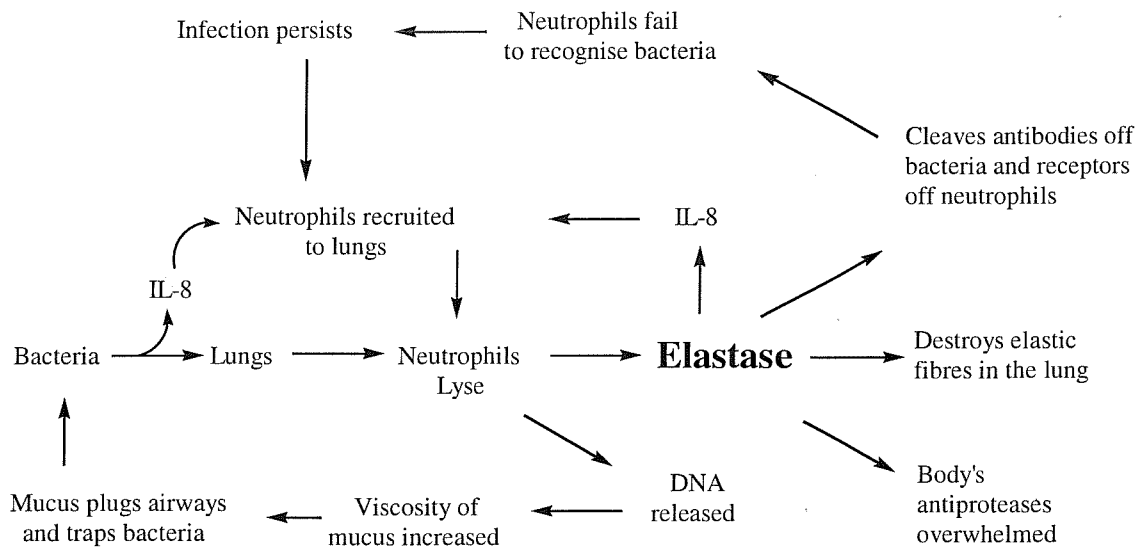 Infection persists
Neutrophils fail
to recognise bacteria
Cleaves antibodies off
bacteria and receptors
off neutrophils
Neutrophils recruited
to lungs
IL-8
IL-8
Bacteria
Lungs
Neutrophils
Lyse
Elastase
Destroys elastic
fibres in the lung
Mucus plugs airways
and traps bacteria
Viscosity of
mucus increased
DNA
released
Body's
antiproteases
overwhelmed